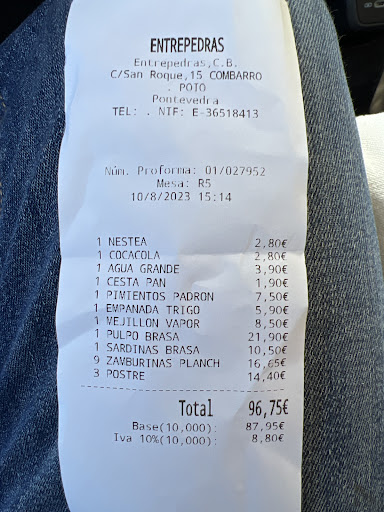 ENTREPEDRAS
Entrepedras,C.B.
C/San Roque,15 COMBARRO
. POIO
Pontevedra
TEL: . NIF: E-36518413
Núm. Proforma: 01/027952
Mesa: R5
10/8/2023 15:14
1 NESTEA 2,80€
1 COCACOLA 2,80€
1 AGUA GRANDE 3,90€
1 CESTA PAN 1,90€
1 PIMIENTOS PADRON 7,50€
1 EMPANADA TRIGO 5,90€
1 MEJILLON VAPOR 8,50€
1 PULPO BRASA 21,90€
1 SARDINAS BRASA 10,50€
9 ZAMBURINAS PLANCH 16,65€
3 POSTRE 14,40€
Total 96,75€
Base(10,000): 87,95€
Iva 10%(10,000): 8,80€